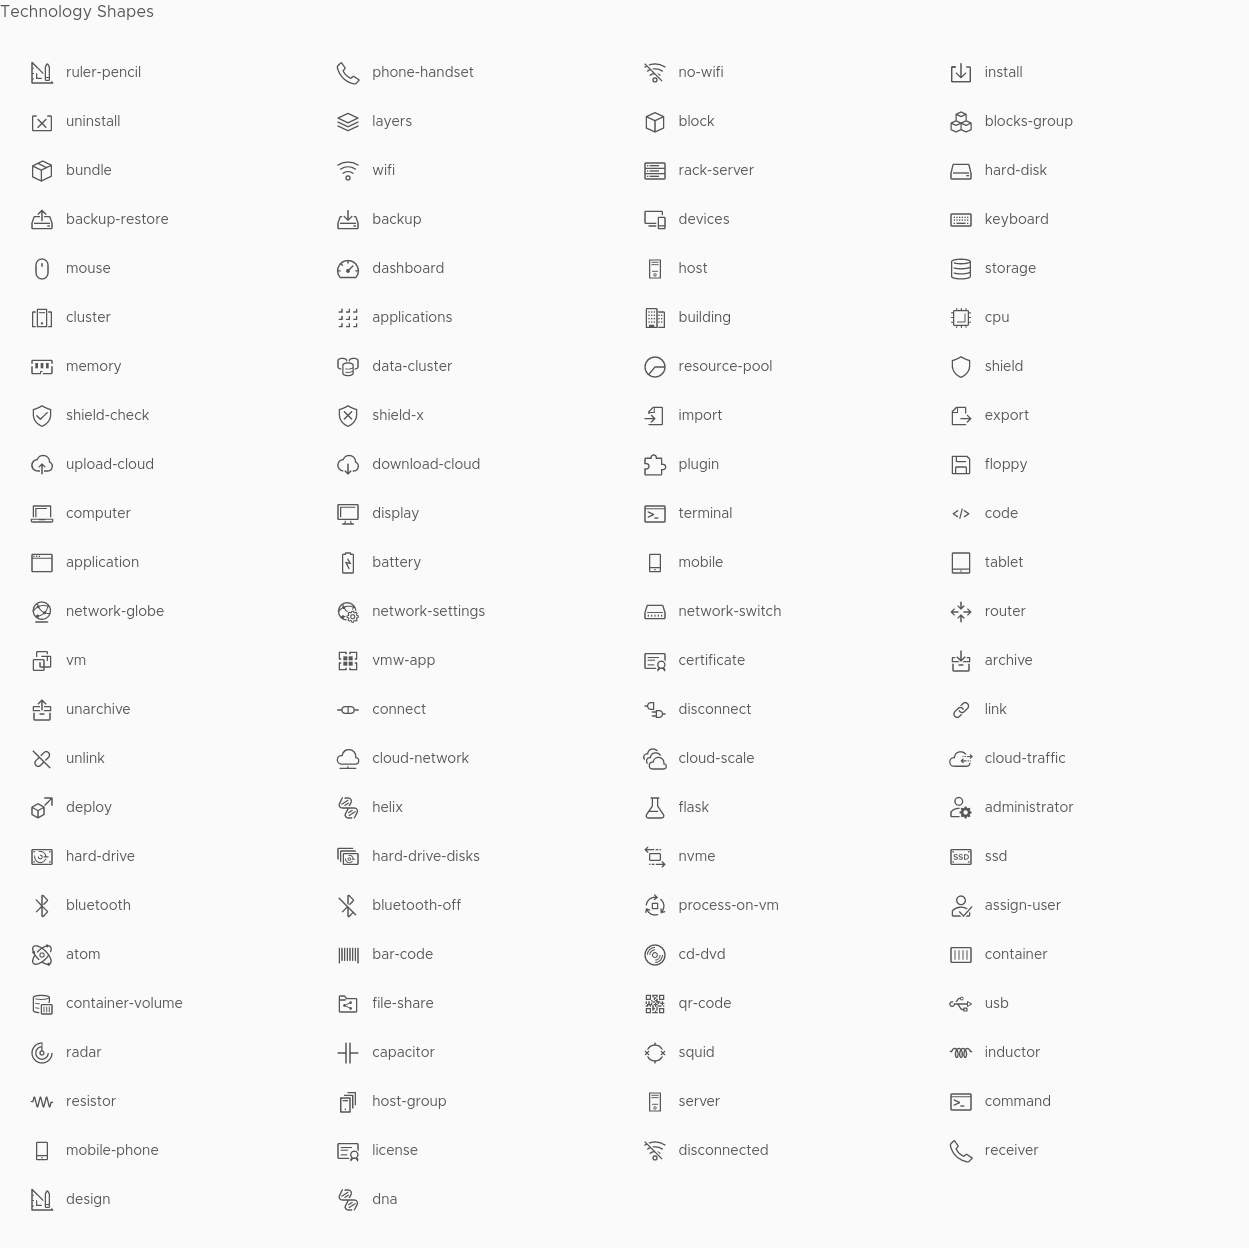 Technology Shapes
ruler-pencil phone-handset no-wifi install
uninstall layers block blocks-group
bundle wifi rack-server hard-disk
backup-restore backup devices keyboard
mouse dashboard host storage
cluster applications building cpu
memory data-cluster resource-pool shield
shield-check shield-x import export
upload-cloud download-cloud plugin floppy
computer display terminal code
application battery mobile tablet
network-globe network-settings network-switch router
vm vmw-app certificate archive
unarchive connect disconnect link
unlink cloud-network cloud-scale cloud-traffic
deploy helix flask administrator
hard-drive hard-drive-disks nvme SSD ssd
bluetooth bluetooth-off process-on-vm assign-user
atom bar-code cd-dvd container
container-volume file-share qr-code usb
radar capacitor squid inductor
resistor host-group server command
mobile-phone license disconnected receiver
design dna